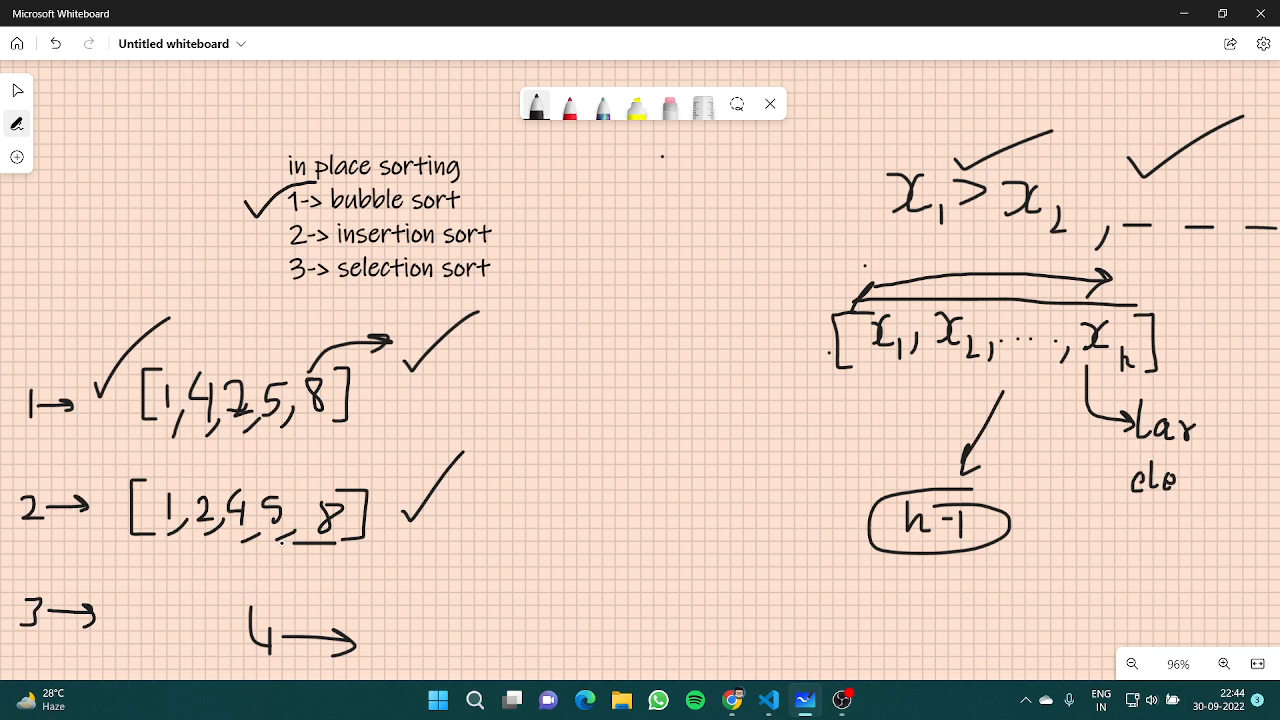 Microsoft Whiteboard
Untitled whiteboard
in place sorting
1-> bubble sort
2-> insertion sort
3-> selection sort
x₁ > x₂ , _ _ _
[x₁, x₂, ..., xₙ]
Lar
ele
n-1
1→ [1,4,2,5,8]
2→ [1,2,4,5,8]
3→
4→
96%
28°C
Haze
ENG
IN
22:44
30-09-2022
3